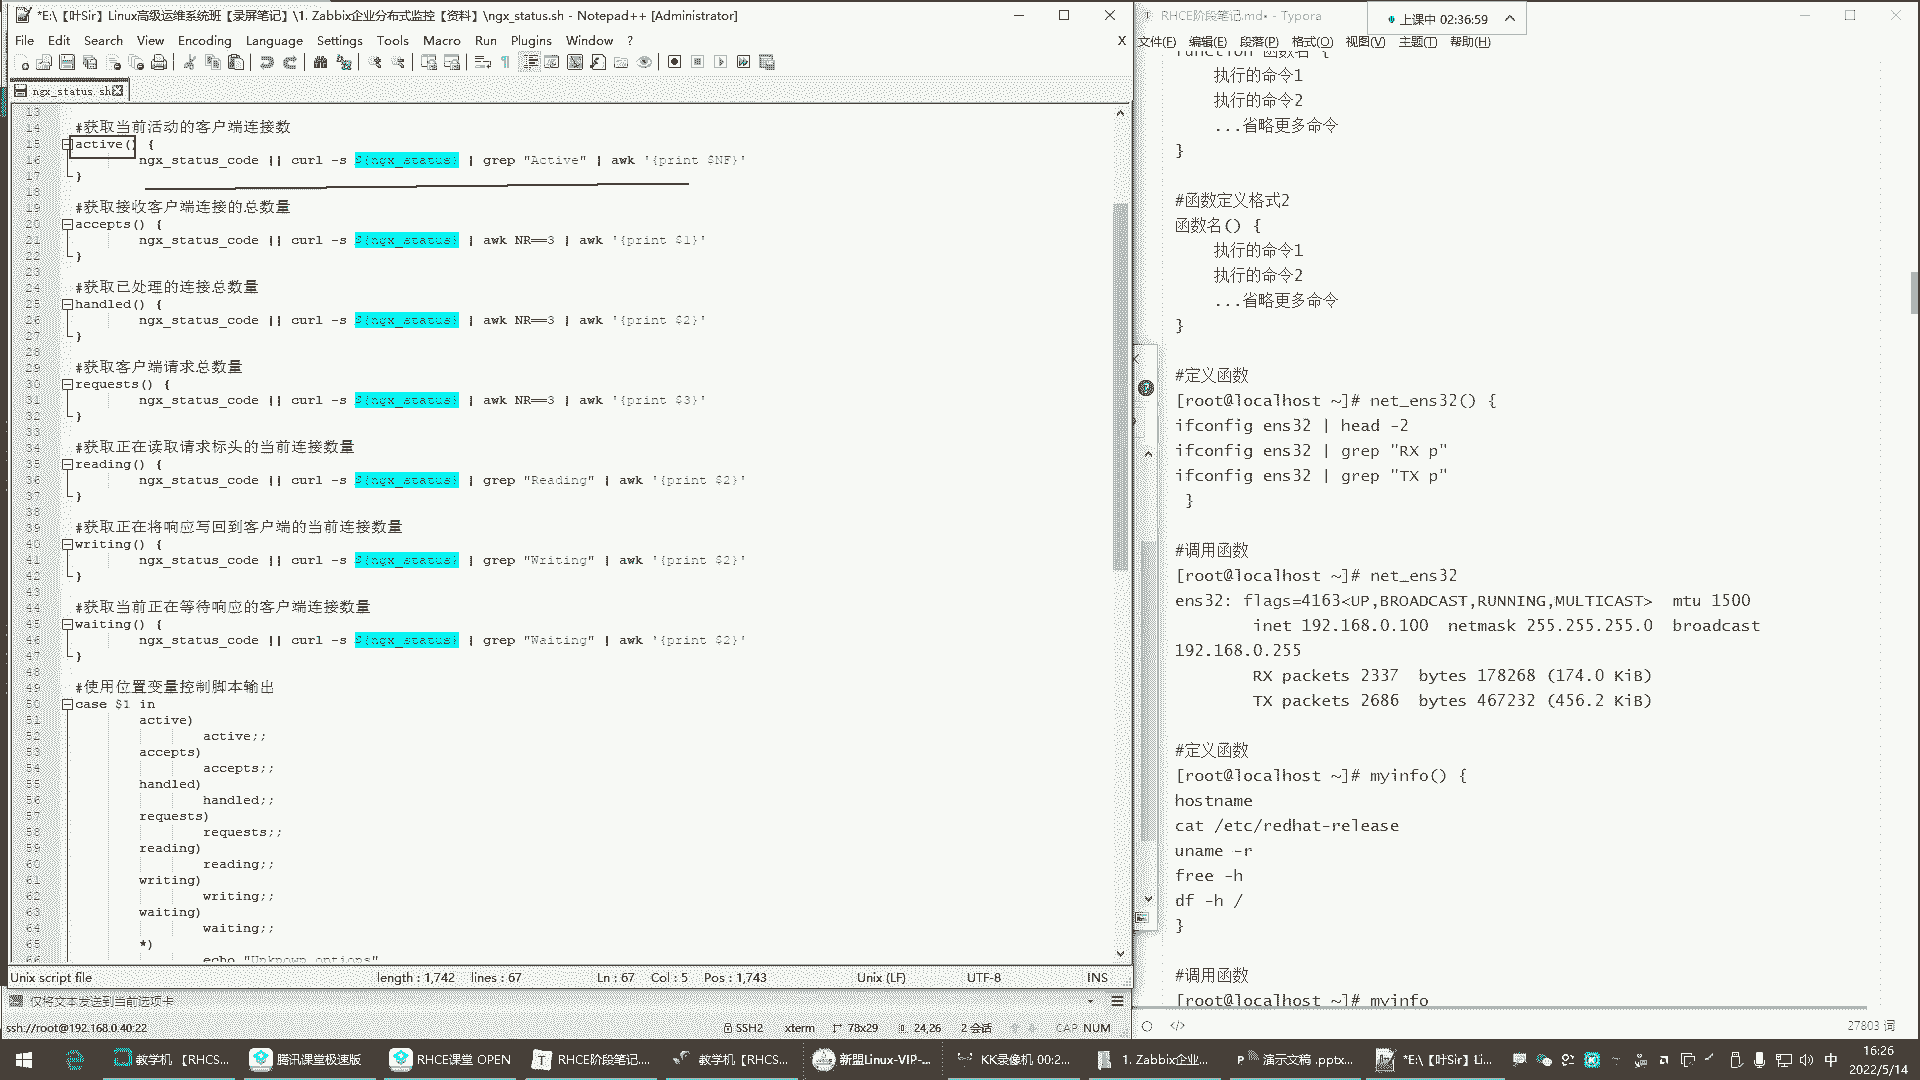 *E:\【叶Sir】Linux高级运维系统班【录屏笔记】\1. Zabbix企业分布式监控【资料】\ngx_status.sh - Notepad++ [Administrator]
File Edit Search View Encoding Language Settings Tools Macro Run Plugins Window ? X
ngx_status.sh
13
14 #获取当前活动的客户端连接数
15 active() {
16 ngx_status_code || curl -s ${ngx_status} | grep "Active" | awk '{print $NF}'
17 }
18
19 #获取接收客户端连接的总数量
20 accepts() {
21 ngx_status_code || curl -s ${ngx_status} | awk NR==3 | awk '{print $1}'
22 }
23
24 #获取已处理的连接总数量
25 handled() {
26 ngx_status_code || curl -s ${ngx_status} | awk NR==3 | awk '{print $2}'
27 }
28
29 #获取客户端请求总数量
30 requests() {
31 ngx_status_code || curl -s ${ngx_status} | awk NR==3 | awk '{print $3}'
32 }
33
34 #获取正在读取请求标头的当前连接数量
35 reading() {
36 ngx_status_code || curl -s ${ngx_status} | grep "Reading" | awk '{print $2}'
37 }
38
39 #获取正在将响应写回到客户端的当前连接数量
40 writing() {
41 ngx_status_code || curl -s ${ngx_status} | grep "Writing" | awk '{print $2}'
42 }
43
44 #获取当前正在等待响应的客户端连接数量
45 waiting() {
46 ngx_status_code || curl -s ${ngx_status} | grep "Waiting" | awk '{print $2}'
47 }
48
49 #使用位置变量控制脚本输出
50 case $1 in
51 active)
52 active;;
53 accepts)
54 accepts;;
55 handled)
56 handled;;
57 requests)
58 requests;;
59 reading)
60 reading;;
61 writing)
62 writing;;
63 waiting)
64 waiting;;
65 *)
66 echo "Unknown options"
Unix script file length : 1,742 lines : 67 Ln : 67 Col : 5 Pos : 1,743 Unix (LF) UTF-8 INS
仅将文本发送到当前选项卡
ssh://root@192.168.0.40:22 SSH2 xterm 78x29 24,26 2 会话 CAP NUM
RHCE阶段笔记.md• - Typora
上课中 02:36:59
文件(F) 编辑(E) 段落(P) 格式(O) 视图(V) 主题(T) 帮助(H)
function 函数名 {
执行的命令1
执行的命令2
...省略更多命令
}
#函数定义格式2
函数名() {
执行的命令1
执行的命令2
...省略更多命令
}
#定义函数
[root@localhost ~]# net_ens32() {
ifconfig ens32 | head -2
ifconfig ens32 | grep "RX p"
ifconfig ens32 | grep "TX p"
}
#调用函数
[root@localhost ~]# net_ens32
ens32: flags=4163<UP,BROADCAST,RUNNING,MULTICAST> mtu 1500
inet 192.168.0.100 netmask 255.255.255.0 broadcast
192.168.0.255
RX packets 2337 bytes 178268 (174.0 KiB)
TX packets 2686 bytes 467232 (456.2 KiB)
#定义函数
[root@localhost ~]# myinfo() {
hostname
cat /etc/redhat-release
uname -r
free -h
df -h /
}
#调用函数
[root@localhost ~]# myinfo
</> 27803 词
教学机 【RHCS... 腾讯课堂极速版 RHCE课堂 OPEN RHCE阶段笔记.... 教学机【RHCS... 新盟Linux-VIP-... KK录像机 00:2... 1. Zabbix企业... 演示文稿 .pptx... *E:\【叶Sir】Li... 中 16:26
2022/5/14